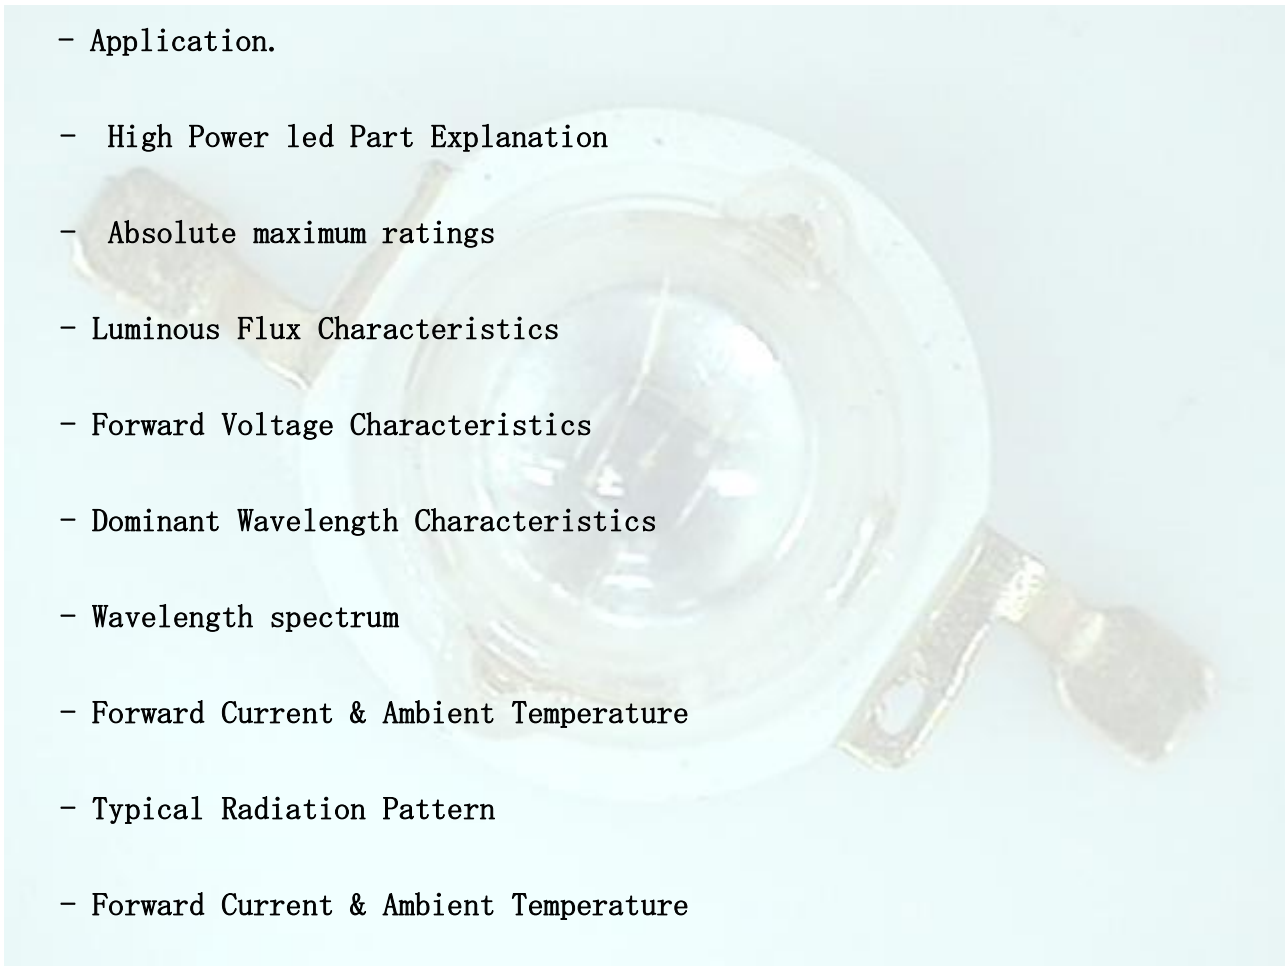 - Application.
- High Power led Part Explanation
- Absolute maximum ratings
- Luminous Flux Characteristics
- Forward Voltage Characteristics
- Dominant Wavelength Characteristics
- Wavelength spectrum
- Forward Current & Ambient Temperature
- Typical Radiation Pattern
- Forward Current & Ambient Temperature